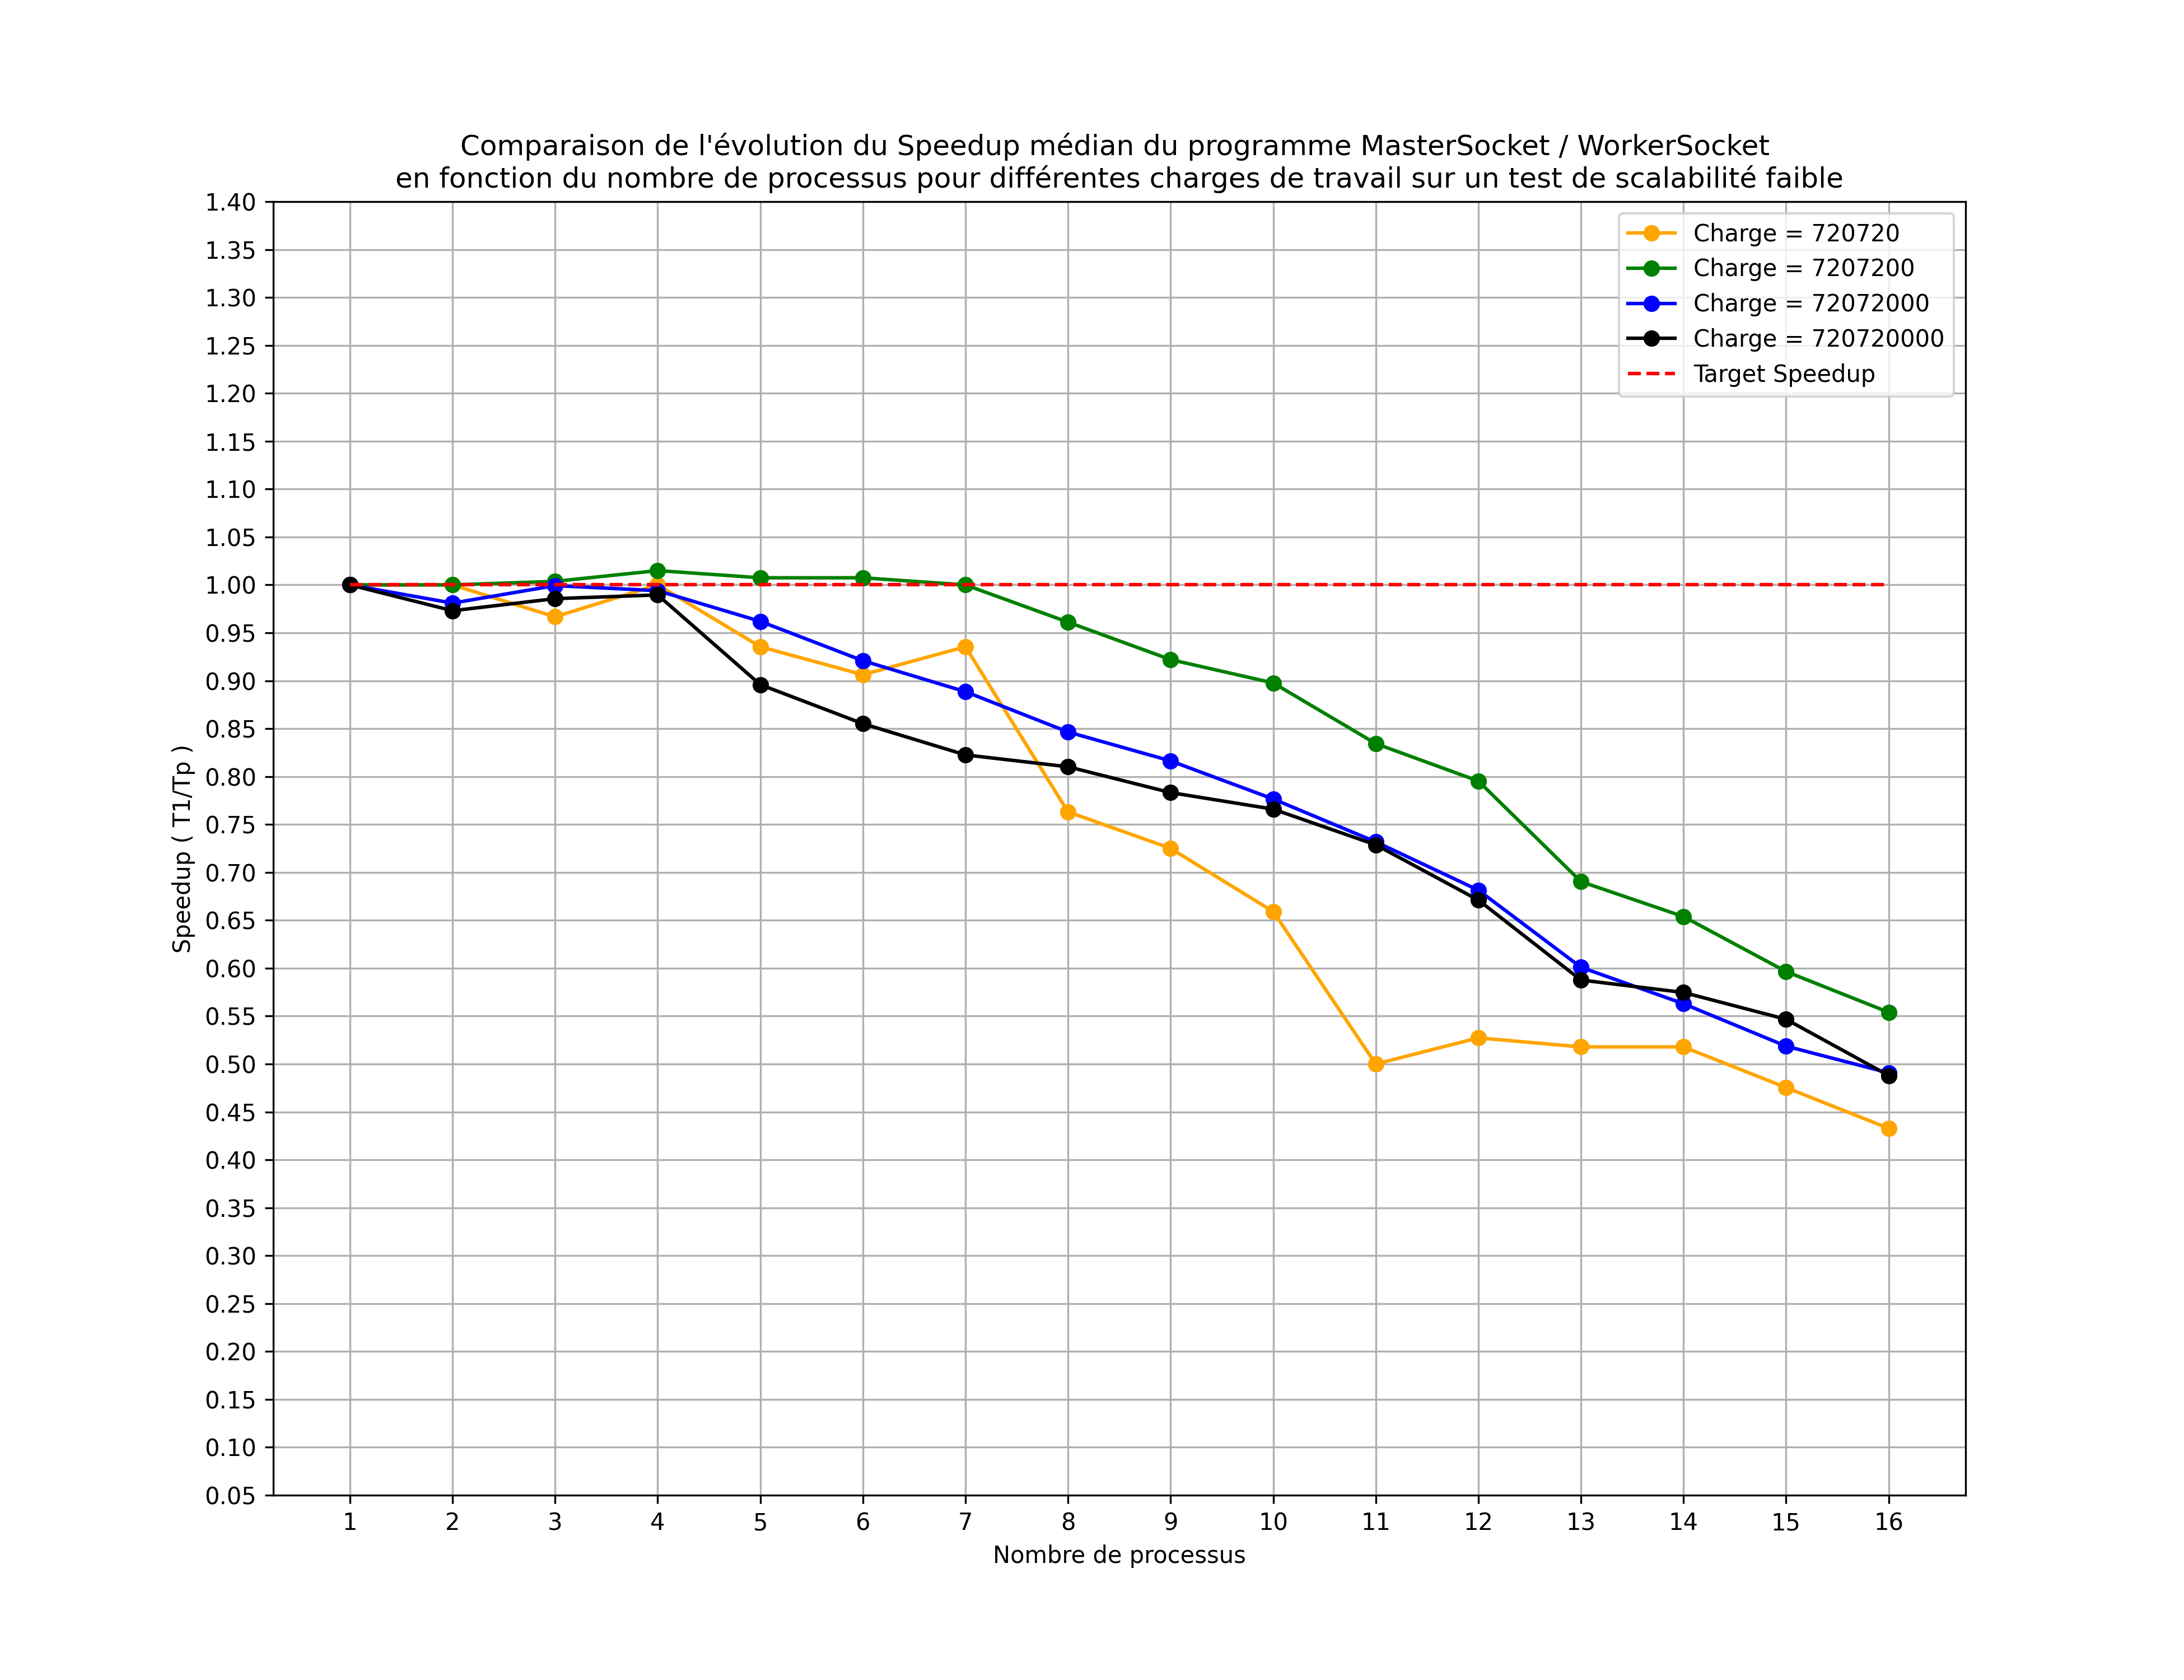 Comparaison de l'évolution du Speedup médian du programme MasterSocket / WorkerSocket
en fonction du nombre de processus pour différentes charges de travail sur un test de scalabilité faible
Speedup ( T1/Tp )
1.40
1.35
1.30
1.25
1.20
1.15
1.10
1.05
1.00
0.95
0.90
0.85
0.80
0.75
0.70
0.65
0.60
0.55
0.50
0.45
0.40
0.35
0.30
0.25
0.20
0.15
0.10
0.05
Charge = 720720
Charge = 7207200
Charge = 72072000
Charge = 720720000
Target Speedup
1 2 3 4 5 6 7 8 9 10 11 12 13 14 15 16
Nombre de processus